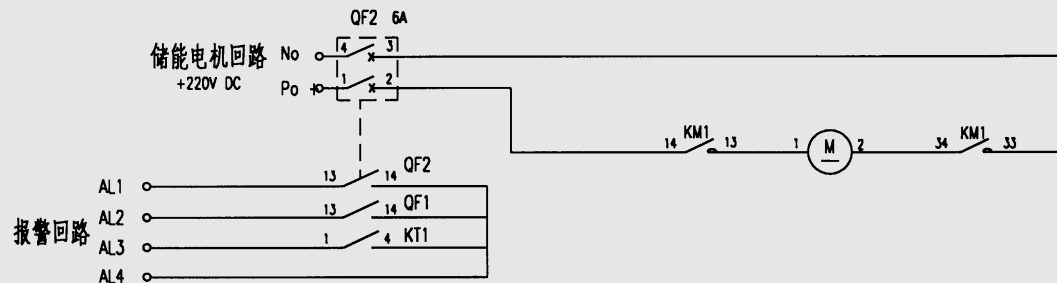 QF2 6A
储能电机回路 No 4 3
+220V DC Po + 1 2
14 KM1 13 1 M 2 34 KM1 33
AL1 13 14 QF2
AL2 13 14 QF1
报警回路 AL3 1 4 KT1
AL4